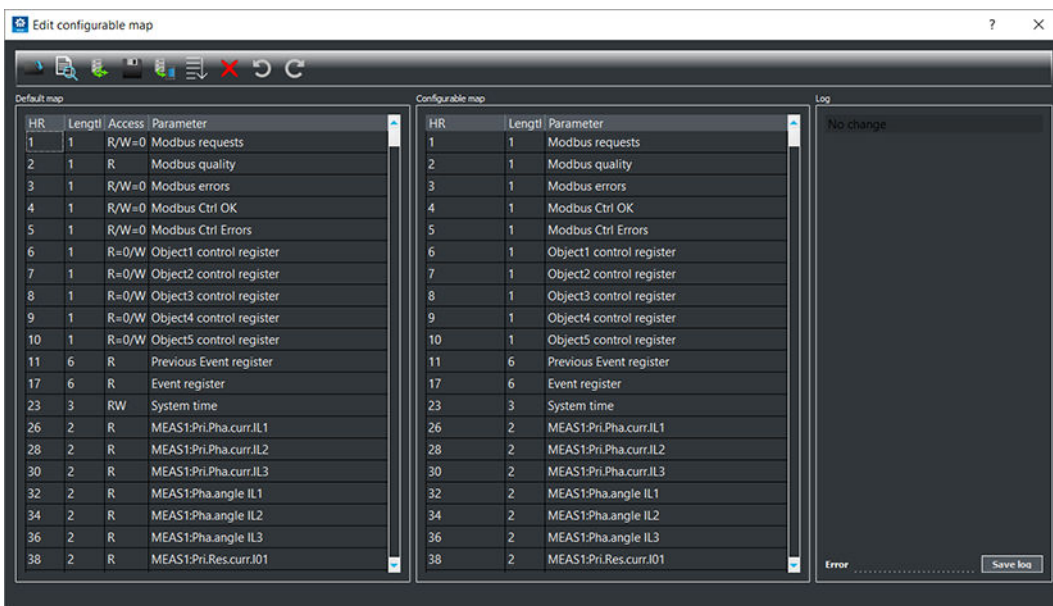 Edit configurable map
Default map
HR Lengtl Access Parameter
1 1 R/W=0 Modbus requests
2 1 R Modbus quality
3 1 R/W=0 Modbus errors
4 1 R/W=0 Modbus Ctrl OK
5 1 R/W=0 Modbus Ctrl Errors
6 1 R=0/W Object1 control register
7 1 R=0/W Object2 control register
8 1 R=0/W Object3 control register
9 1 R=0/W Object4 control register
10 1 R=0/W Object5 control register
11 6 R Previous Event register
17 6 R Event register
23 3 RW System time
26 2 R MEAS1:Pri.Pha.curr.IL1
28 2 R MEAS1:Pri.Pha.curr.IL2
30 2 R MEAS1:Pri.Pha.curr.IL3
32 2 R MEAS1:Pha.angle IL1
34 2 R MEAS1:Pha.angle IL2
36 2 R MEAS1:Pha.angle IL3
38 2 R MEAS1:Pri.Res.curr.I01
Configurable map
HR Lengtl Parameter
1 1 Modbus requests
2 1 Modbus quality
3 1 Modbus errors
4 1 Modbus Ctrl OK
5 1 Modbus Ctrl Errors
6 1 Object1 control register
7 1 Object2 control register
8 1 Object3 control register
9 1 Object4 control register
10 1 Object5 control register
11 6 Previous Event register
17 6 Event register
23 3 System time
26 2 MEAS1:Pri.Pha.curr.IL1
28 2 MEAS1:Pri.Pha.curr.IL2
30 2 MEAS1:Pri.Pha.curr.IL3
32 2 MEAS1:Pha.angle IL1
34 2 MEAS1:Pha.angle IL2
36 2 MEAS1:Pha.angle IL3
38 2 MEAS1:Pri.Res.curr.I01
Log
No change
Error
Save log